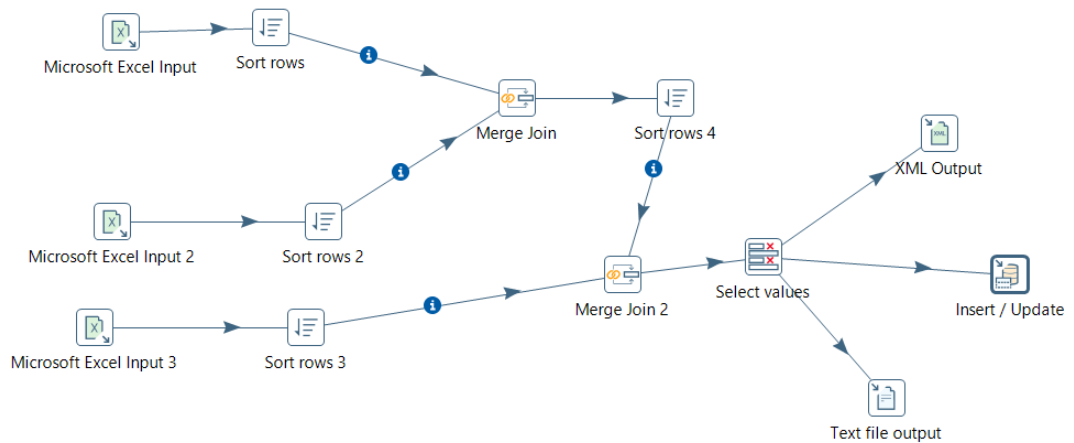 Microsoft Excel Input
Sort rows
Merge Join
Sort rows 4
XML
XML Output
Microsoft Excel Input 2
Sort rows 2
Merge Join 2
Select values
Insert / Update
Microsoft Excel Input 3
Sort rows 3
Text file output